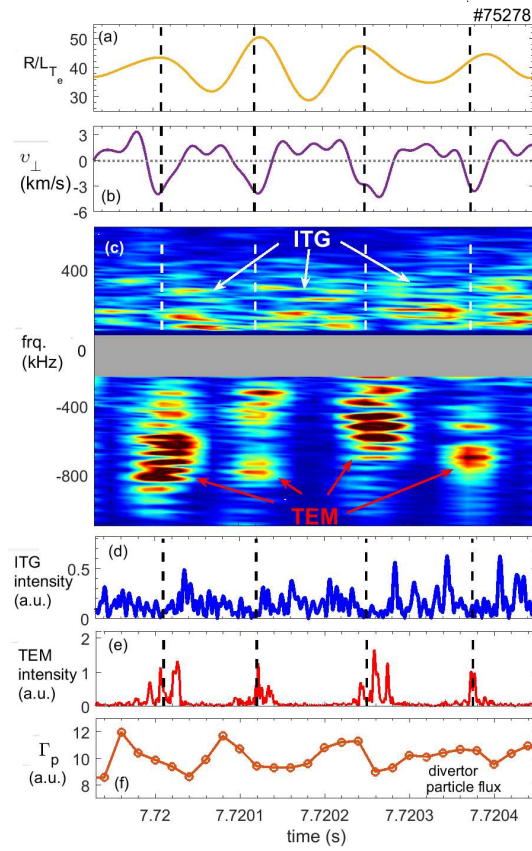 #75278
(a)
R/L_Te
50
40
30
3
0
-3
-6
υ⊥
(km/s)
(b)
(c)
ITG
400
frq.
(kHz)
0
-400
-800
TEM
(d)
ITG
intensity
(a.u.)
0.5
0
(e)
TEM
intensity
(a.u.)
2
1
0
Γp
(a.u.)
12
10
8
(f)
divertor
particle flux
7.72
7.7201
7.7202
7.7203
7.7204
time (s)